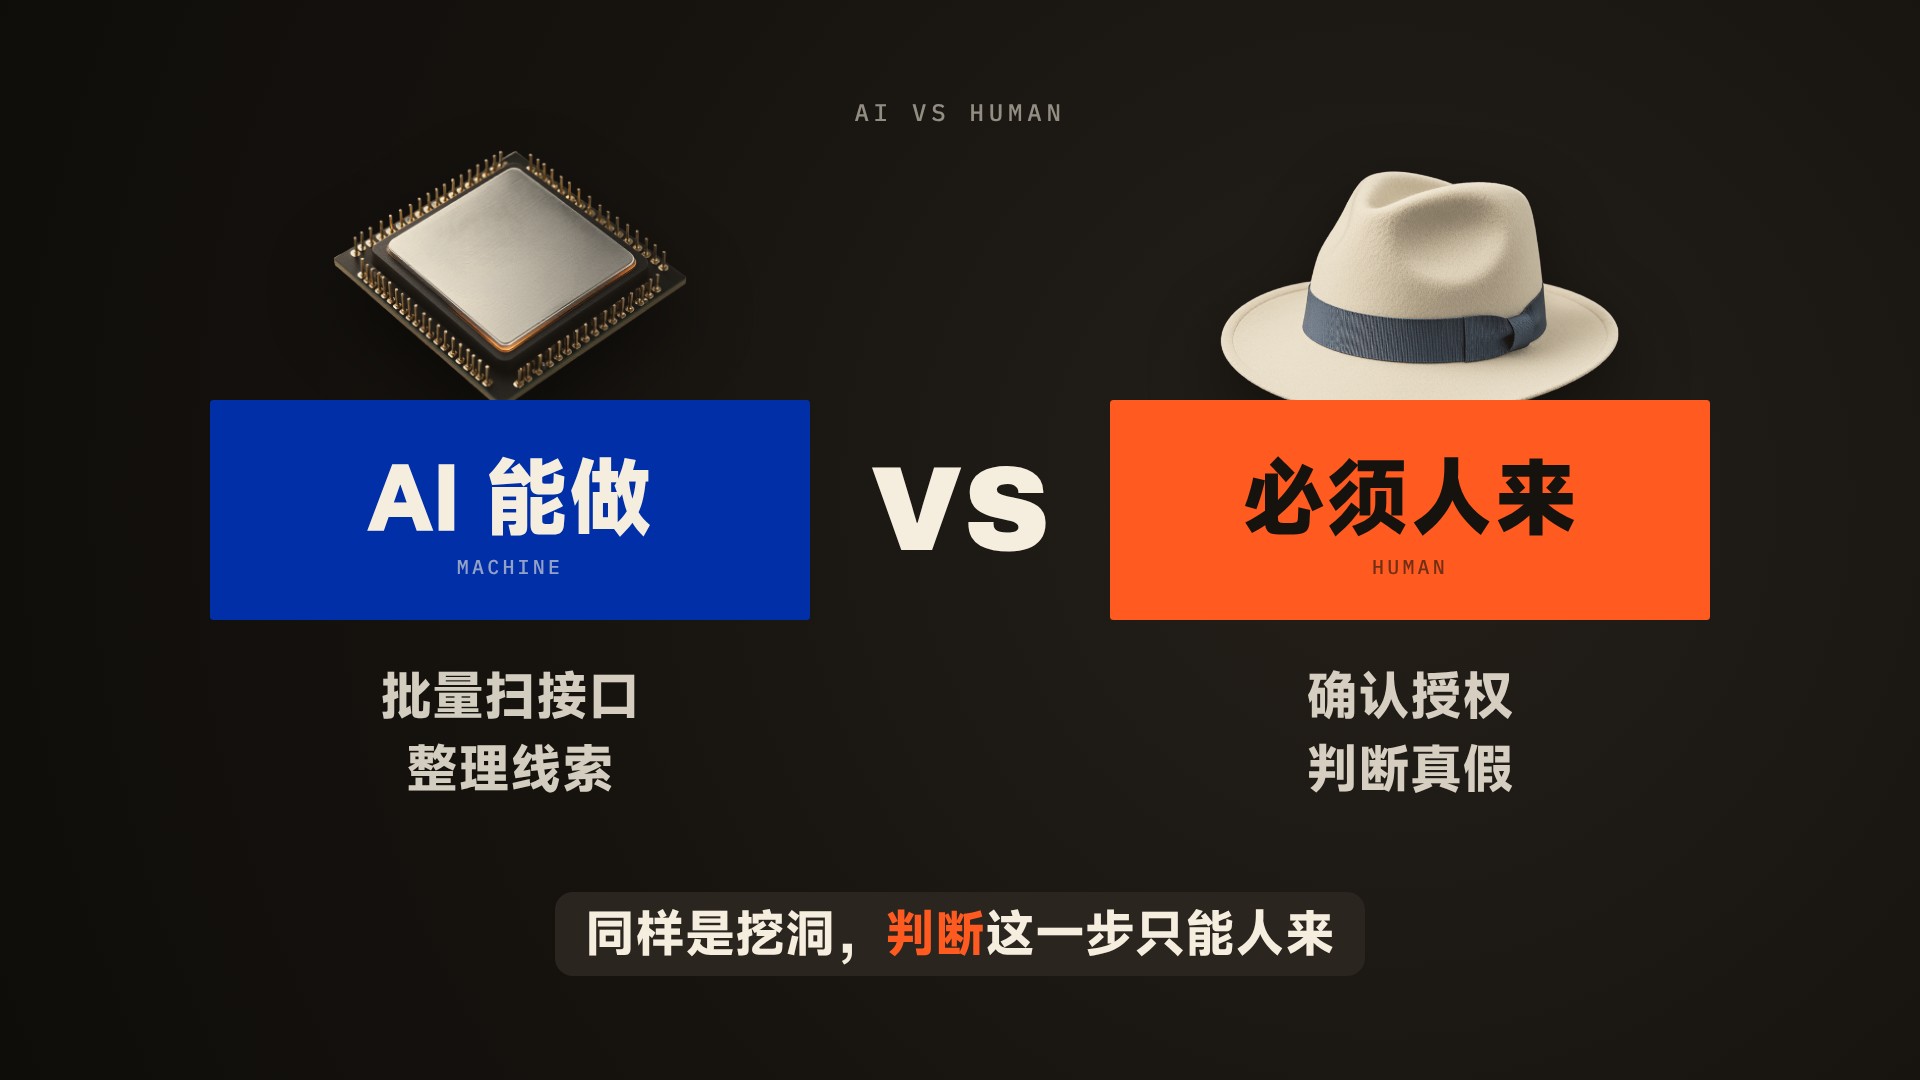 AI VS HUMAN
AI 能做
MACHINE
VS
必须人来
HUMAN
批量扫接口
整理线索
确认授权
判断真假
同样是挖洞，判断这一步只能人来